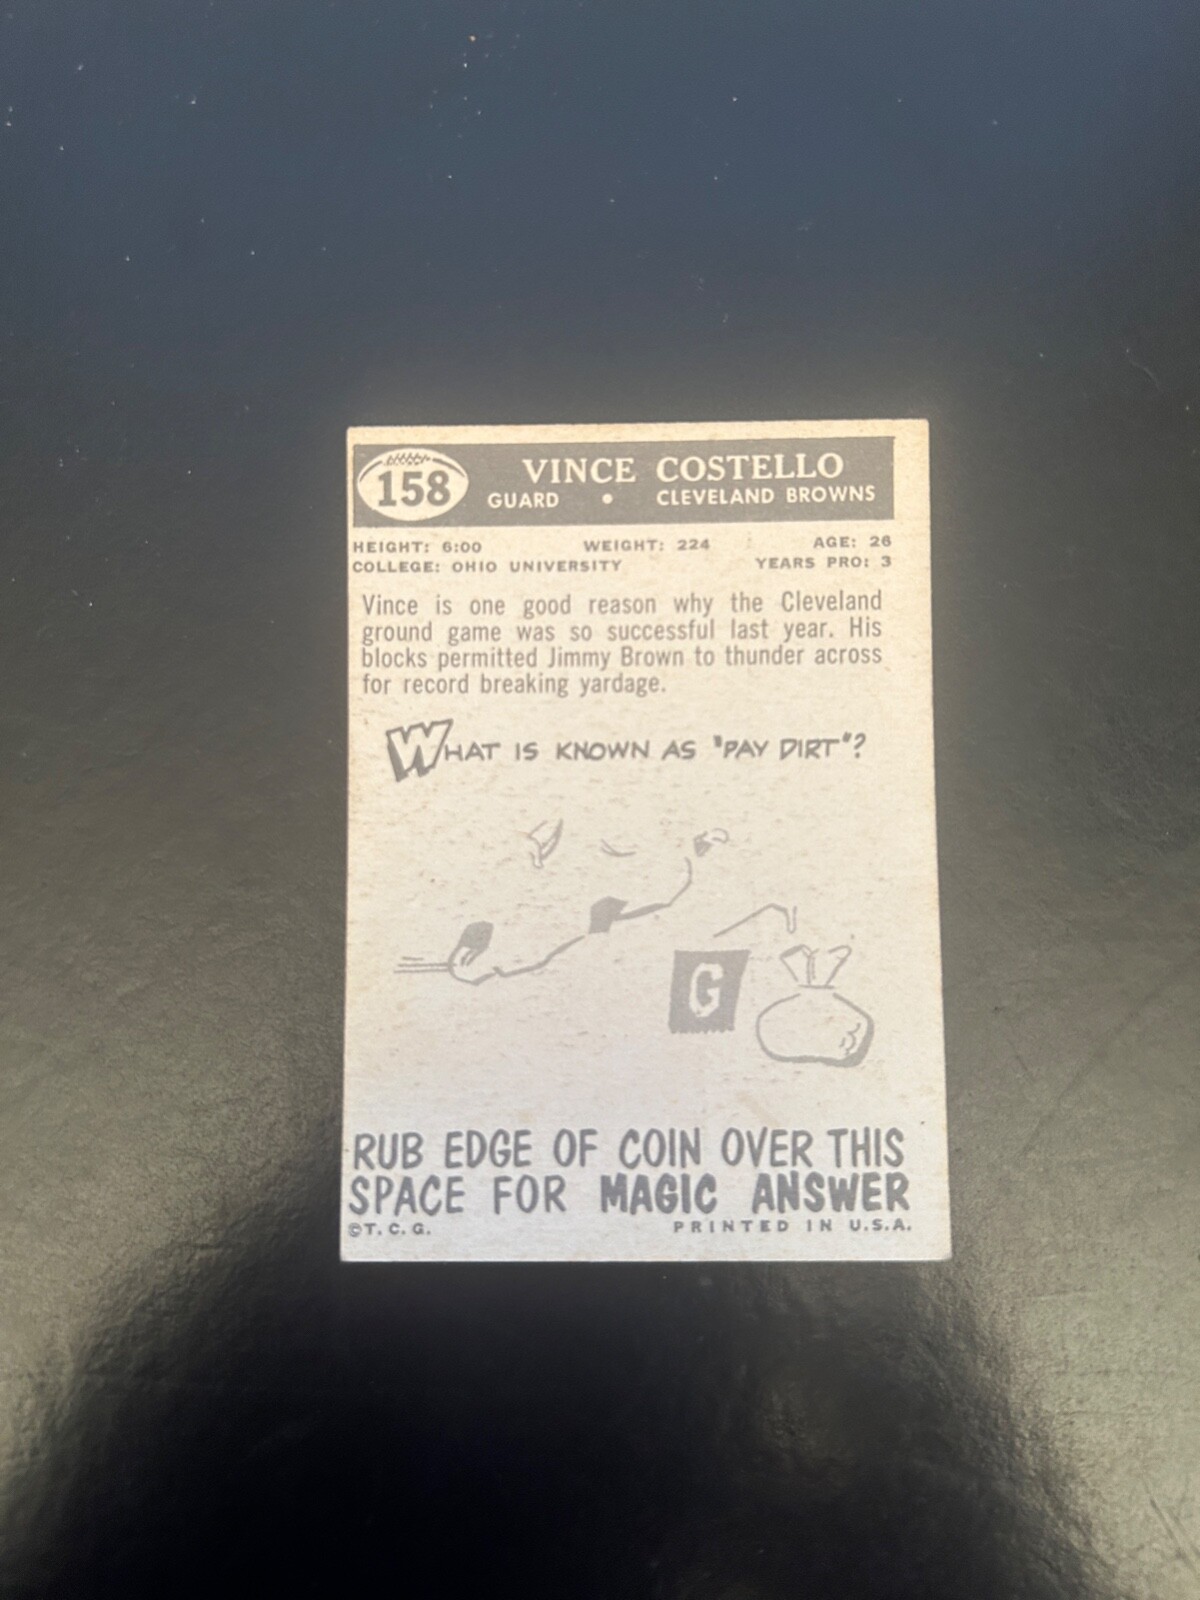 158
VINCE COSTELLO
GUARD • CLEVELAND BROWNS
HEIGHT: 6:00 WEIGHT: 224 AGE: 26
COLLEGE: OHIO UNIVERSITY YEARS PRO: 3
Vince is one good reason why the Cleveland
ground game was so successful last year. His
blocks permitted Jimmy Brown to thunder across
for record breaking yardage.
WHAT IS KNOWN AS "PAY DIRT"?
G
RUB EDGE OF COIN OVER THIS
SPACE FOR MAGIC ANSWER
©T. C. G. PRINTED IN U.S.A.